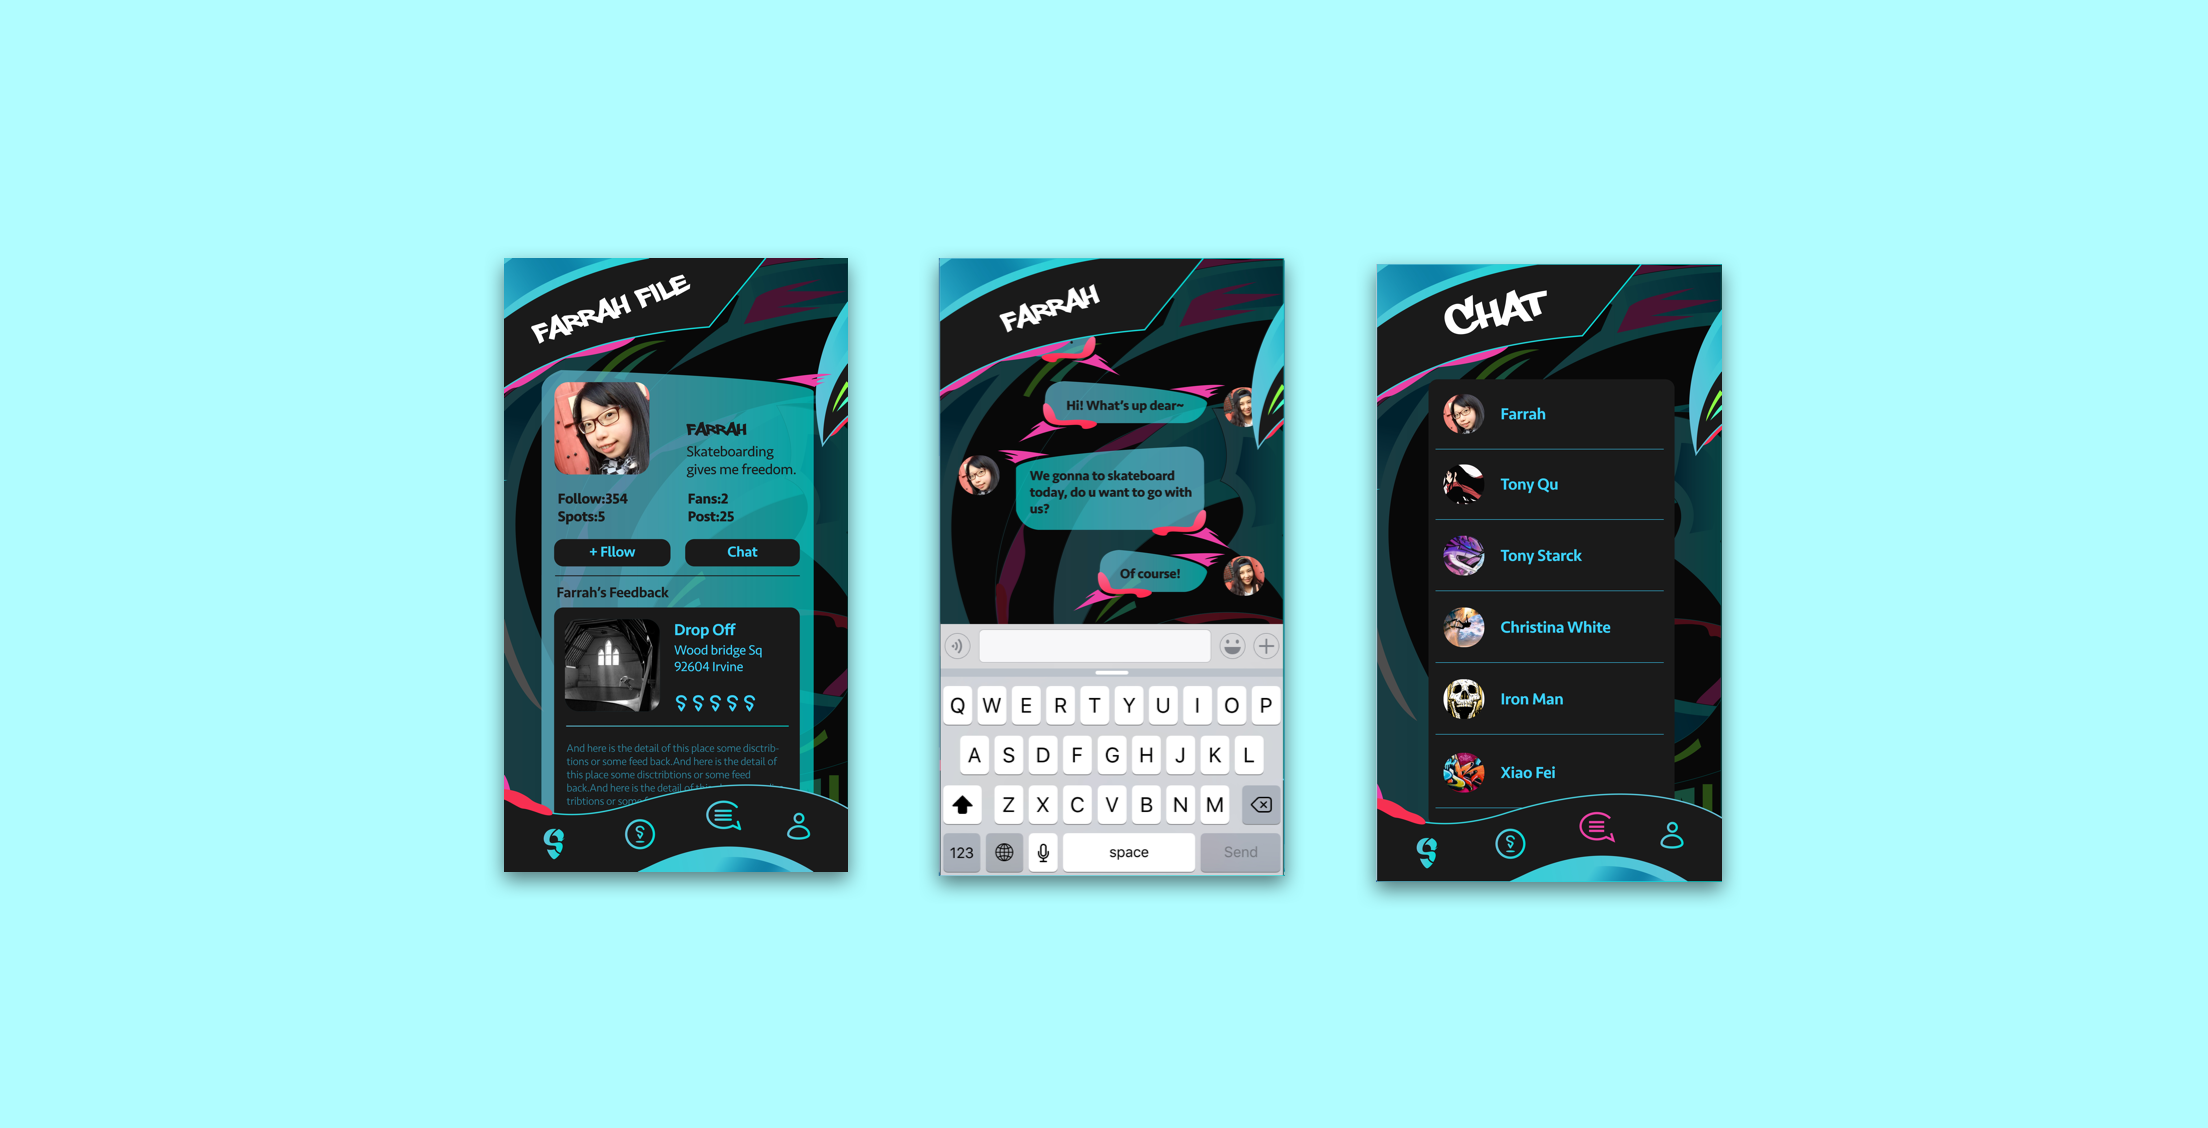 FARRAH FILE
FARRAH
Skateboarding
gives me freedom.
Follow:354
Fans:2
Spots:5
Post:25
+ Fllow
Chat
Farrah's Feedback
Drop Off
Wood bridge Sq
92604 Irvine
And here is the detail of this place some disctrib-
tions or some feed back.And here is the detail of
this place some disctribtions or some feed
back.And here is the detail of
tribtions or some
FARRAH
Hi! What's up dear~
We gonna to skateboard
today, do u want to go with
us?
Of course!
Q W E R T Y U I O P
A S D F G H J K L
Z X C V B N M
123
space
Send
CHAT
Farrah
Tony Qu
Tony Starck
Christina White
Iron Man
Xiao Fei